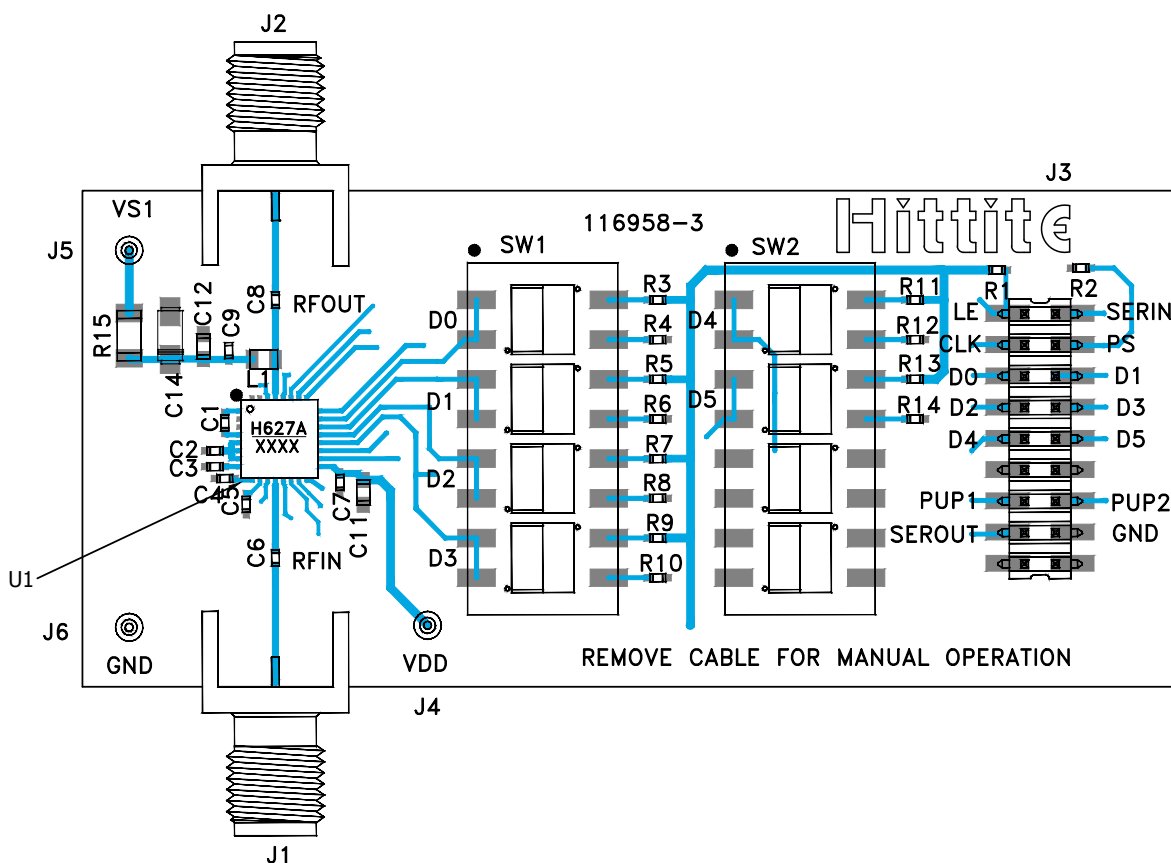 J2
J3
VS1
116958-3
Hittite
J5
SW1
SW2
R15
C14
C12
C9
C8
L1
RFOUT
D0
R3
R4
D4
R11
R12
R1
R2
LE
SERIN
CLK
PS
D1
R5
R6
D5
R13
R14
D0
D1
D2
D3
D4
D5
C1
H627A
XXXX
C2
C3
C4
C5
C7
C11
D2
R7
R8
PUP1
PUP2
C6
RFIN
D3
R9
R10
SEROUT
GND
U1
J6
GND
VDD
REMOVE CABLE FOR MANUAL OPERATION
J4
J1